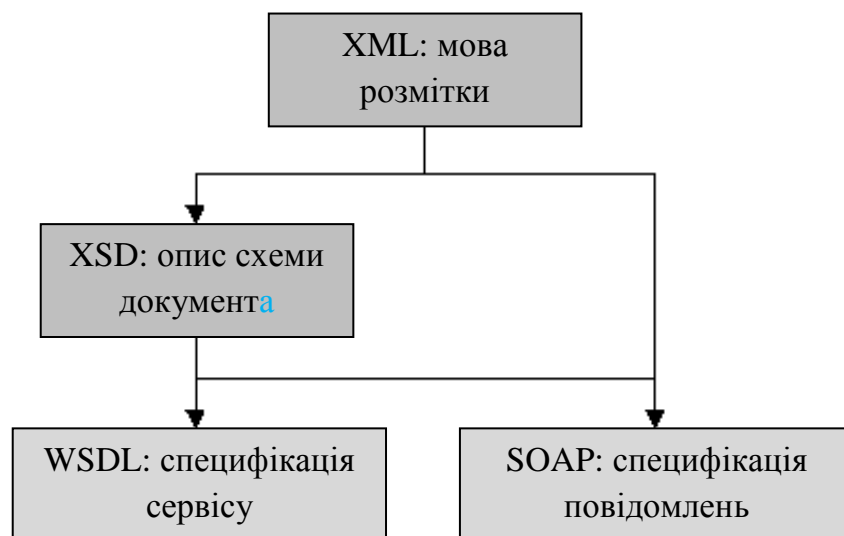 XML: мова
розмітки
XSD: опис схеми
документа
WSDL: специфікація
сервісу
SOAP: специфікація
повідомлень